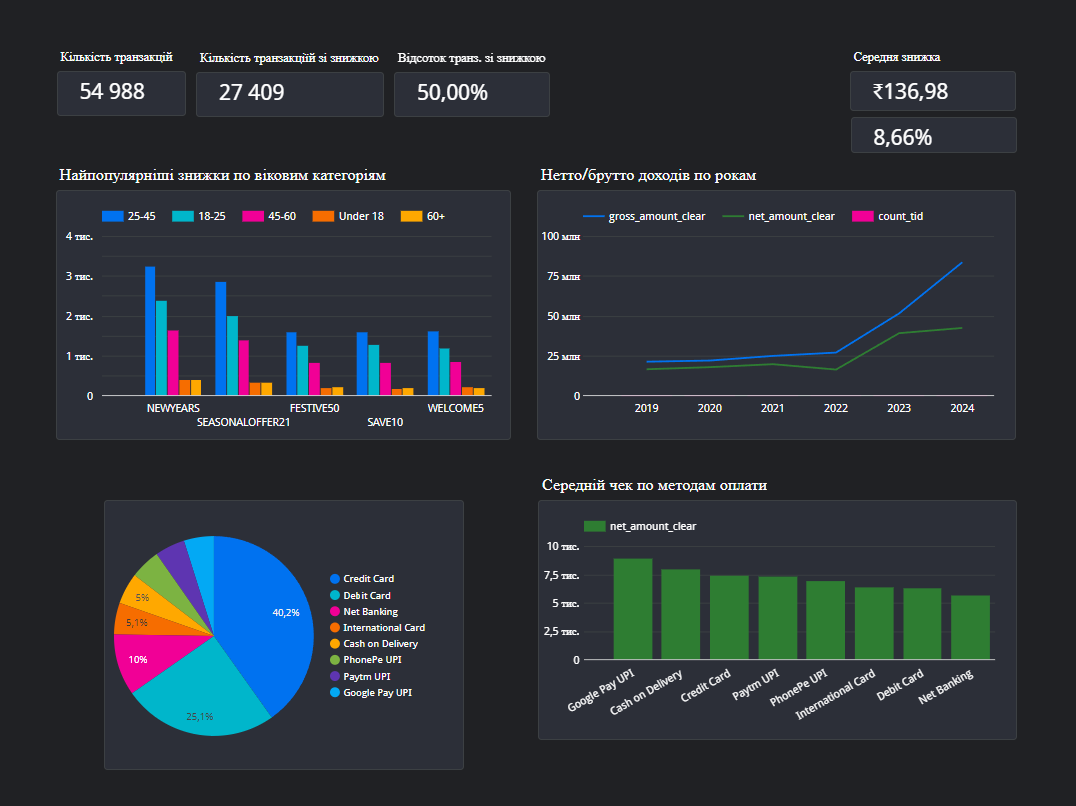 Кількість транзакцій
Кількість транзакцїй зі знижкою
Відсоток транз. зі знижкою
Середня знижка
54 988
27 409
50,00%
₹136,98
8,66%
Найпопулярніші знижки по віковим категоріям
Нетто/брутто доходів по рокам
25-45
18-25
45-60
Under 18
60+
4 тис.
3 тис.
2 тис.
1 тис.
0
NEWYEARS
SEASONALOFFER21
FESTIVE50
SAVE10
WELCOME5
gross_amount_clear
net_amount_clear
count_tid
100 млн
75 млн
50 млн
25 млн
0
2019
2020
2021
2022
2023
2024
40,2%
25,1%
10%
5,1%
5%
Credit Card
Debit Card
Net Banking
International Card
Cash on Delivery
PhonePe UPI
Paytm UPI
Google Pay UPI
Середній чек по методам оплати
net_amount_clear
10 тис.
7,5 тис.
5 тис.
2,5 тис.
0
Google Pay UPI
Cash on Delivery
Credit Card
Paytm UPI
PhonePe UPI
International Card
Debit Card
Net Banking